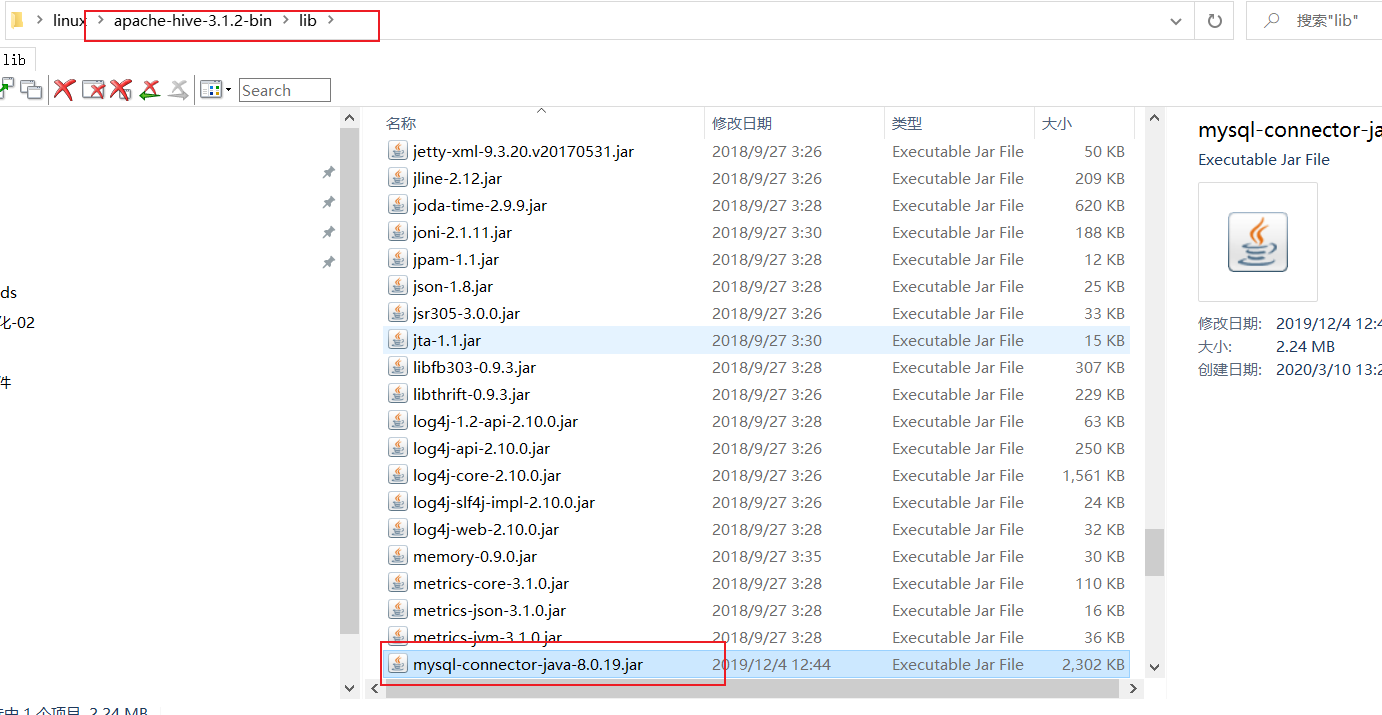 linux apache-hive-3.1.2-bin lib 搜索"lib"
lib
Search
名称 修改日期 类型 大小
jetty-xml-9.3.20.v20170531.jar 2018/9/27 3:26 Executable Jar File 50 KB
jline-2.12.jar 2018/9/27 3:26 Executable Jar File 209 KB
joda-time-2.9.9.jar 2018/9/27 3:28 Executable Jar File 620 KB
joni-2.1.11.jar 2018/9/27 3:30 Executable Jar File 188 KB
jpam-1.1.jar 2018/9/27 3:28 Executable Jar File 12 KB
json-1.8.jar 2018/9/27 3:28 Executable Jar File 25 KB
jsr305-3.0.0.jar 2018/9/27 3:26 Executable Jar File 33 KB
jta-1.1.jar 2018/9/27 3:30 Executable Jar File 15 KB
libfb303-0.9.3.jar 2018/9/27 3:28 Executable Jar File 307 KB
libthrift-0.9.3.jar 2018/9/27 3:26 Executable Jar File 229 KB
log4j-1.2-api-2.10.0.jar 2018/9/27 3:28 Executable Jar File 63 KB
log4j-api-2.10.0.jar 2018/9/27 3:26 Executable Jar File 250 KB
log4j-core-2.10.0.jar 2018/9/27 3:26 Executable Jar File 1,561 KB
log4j-slf4j-impl-2.10.0.jar 2018/9/27 3:26 Executable Jar File 24 KB
log4j-web-2.10.0.jar 2018/9/27 3:28 Executable Jar File 32 KB
memory-0.9.0.jar 2018/9/27 3:35 Executable Jar File 30 KB
metrics-core-3.1.0.jar 2018/9/27 3:28 Executable Jar File 110 KB
metrics-json-3.1.0.jar 2018/9/27 3:28 Executable Jar File 16 KB
metrics-jvm-3.1.0.jar 2018/9/27 3:28 Executable Jar File 36 KB
mysql-connector-java-8.0.19.jar 2019/12/4 12:44 Executable Jar File 2,302 KB
ds
化-02
件
mysql-connector-ja
Executable Jar File
修改日期: 2019/12/4 12:4
大小: 2.24 MB
创建日期: 2020/3/10 13:2
中 1 个项目 2.24 MB